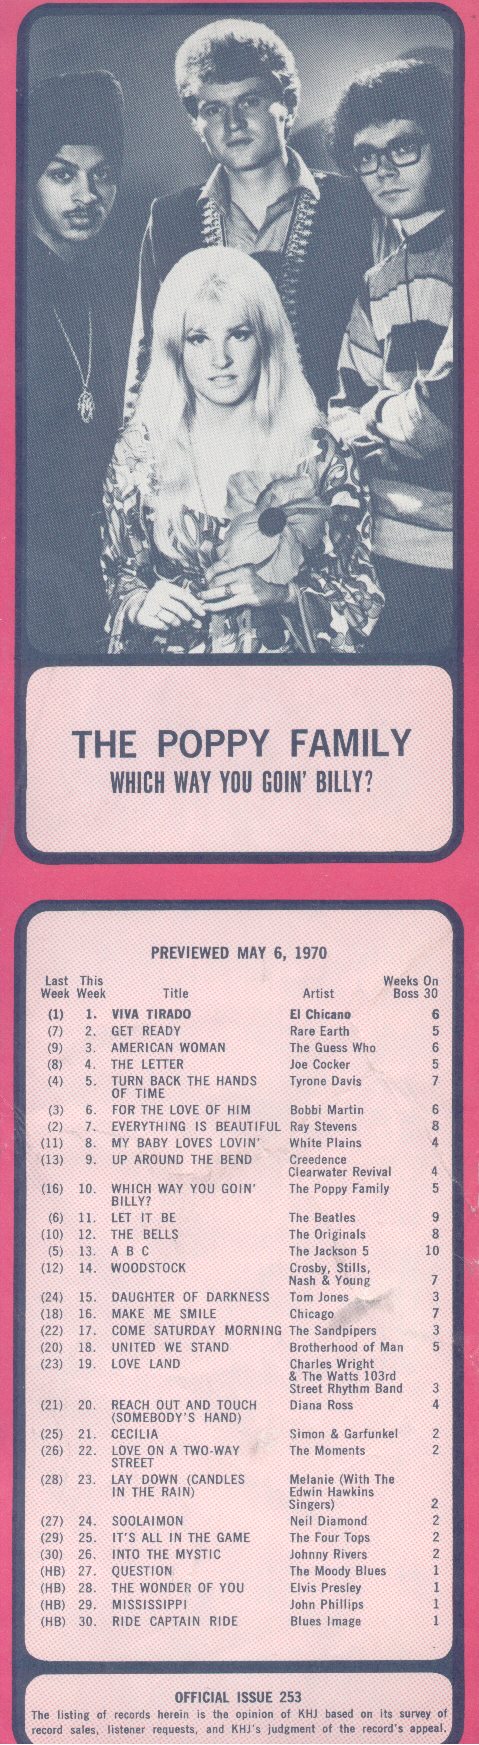 THE POPPY FAMILY
WHICH WAY YOU GOIN' BILLY?
PREVIEWED MAY 6, 1970
Last Week This Week Title Artist Weeks On Boss 30
(1) 1. VIVA TIRADO El Chicano 6
(7) 2. GET READY Rare Earth 5
(9) 3. AMERICAN WOMAN The Guess Who 6
(8) 4. THE LETTER Joe Cocker 5
(4) 5. TURN BACK THE HANDS OF TIME Tyrone Davis 7
(3) 6. FOR THE LOVE OF HIM Bobbi Martin 6
(2) 7. EVERYTHING IS BEAUTIFUL Ray Stevens 8
(11) 8. MY BABY LOVES LOVIN' White Plains 4
(13) 9. UP AROUND THE BEND Creedence Clearwater Revival 4
(16) 10. WHICH WAY YOU GOIN' BILLY? The Poppy Family 5
(6) 11. LET IT BE The Beatles 9
(10) 12. THE BELLS The Originals 8
(5) 13. A B C The Jackson 5 10
(12) 14. WOODSTOCK Crosby, Stills, Nash & Young 7
(24) 15. DAUGHTER OF DARKNESS Tom Jones 3
(18) 16. MAKE ME SMILE Chicago 7
(22) 17. COME SATURDAY MORNING The Sandpipers 3
(20) 18. UNITED WE STAND Brotherhood of Man 5
(23) 19. LOVE LAND Charles Wright & The Watts 103rd Street Rhythm Band 3
(21) 20. REACH OUT AND TOUCH (SOMEBODY'S HAND) Diana Ross 4
(25) 21. CECILIA Simon & Garfunkel 2
(26) 22. LOVE ON A TWO-WAY STREET The Moments 2
(28) 23. LAY DOWN (CANDLES IN THE RAIN) Melanie (With The Edwin Hawkins Singers) 2
(27) 24. SOOLAIMON Neil Diamond 2
(29) 25. IT'S ALL IN THE GAME The Four Tops 2
(30) 26. INTO THE MYSTIC Johnny Rivers 2
(HB) 27. QUESTION The Moody Blues 1
(HB) 28. THE WONDER OF YOU Elvis Presley 1
(HB) 29. MISSISSIPPI John Phillips 1
(HB) 30. RIDE CAPTAIN RIDE Blues Image 1
OFFICIAL ISSUE 253
The listing of records herein is the opinion of KHJ based on its survey of
record sales, listener requests, and KHJ's judgment of the record's appeal.